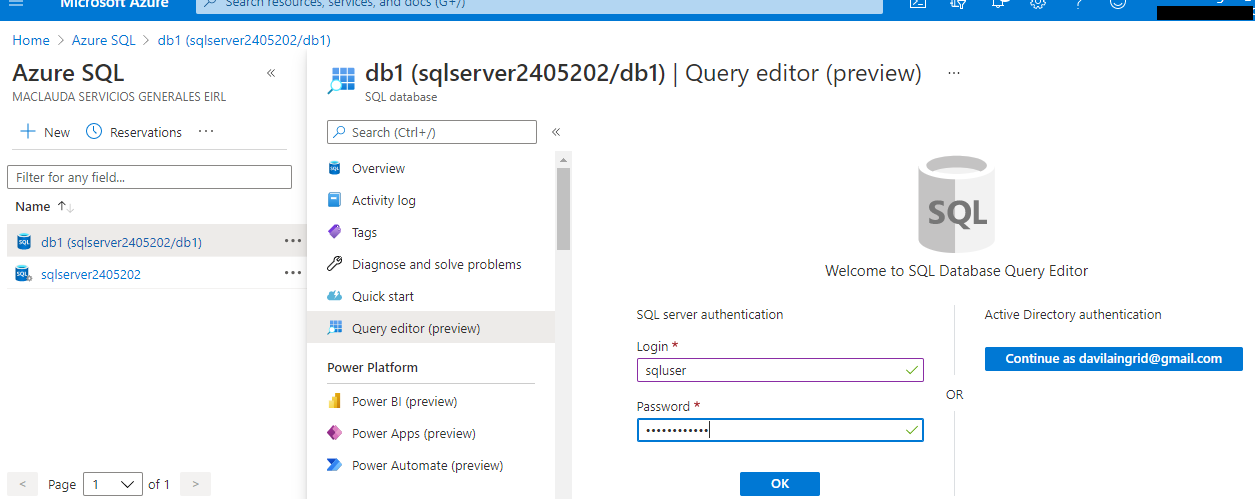 Microsoft Azure
Search resources, services, and docs (G+/)
Home > Azure SQL > db1 (sqlserver2405202/db1)
Azure SQL
MACLAUDA SERVICIOS GENERALES EIRL
New Reservations ...
Filter for any field...
Name
db1 (sqlserver2405202/db1) ...
sqlserver2405202 ...
< Page 1 of 1 >
db1 (sqlserver2405202/db1) | Query editor (preview) ...
SQL database
Search (Ctrl+/)
Overview
Activity log
Tags
Diagnose and solve problems
Quick start
Query editor (preview)
Power Platform
Power BI (preview)
Power Apps (preview)
Power Automate (preview)
SQL
Welcome to SQL Database Query Editor
SQL server authentication
Login *
sqluser
Password *
••••••••••••
OK
OR
Active Directory authentication
Continue as davilaingrid@gmail.com